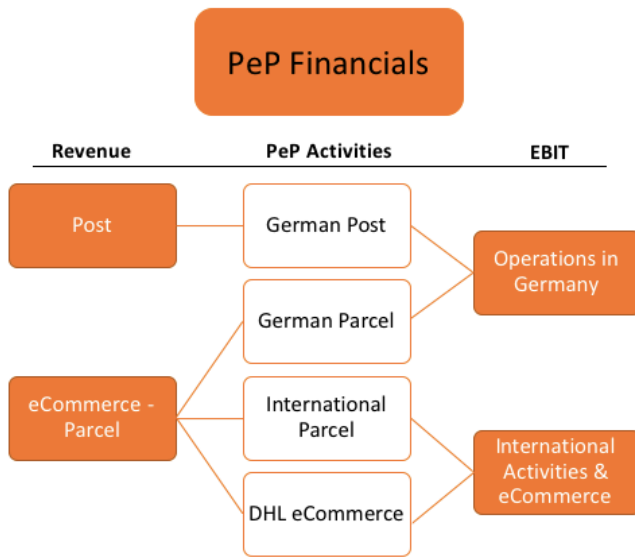 PeP Financials
Revenue PeP Activities EBIT
Post
German Post
Operations in
Germany
German Parcel
eCommerce -
Parcel
International
Parcel
International
Activities &
eCommerce
DHL eCommerce